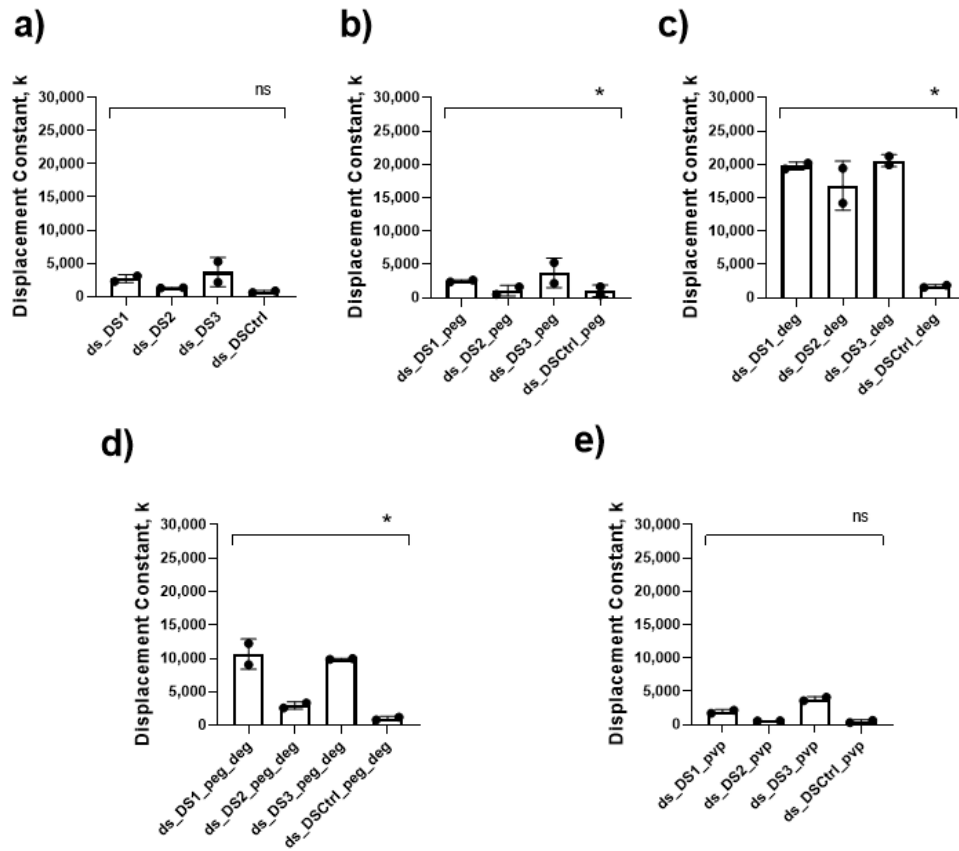 a)
ns
Displacement Constant, k
30,000
25,000
20,000
15,000
10,000
5,000
0
ds_DS1
ds_DS2
ds_DS3
ds_DSCtrl
b)
*
Displacement Constant, k
30,000
25,000
20,000
15,000
10,000
5,000
0
ds_DS1_peg
ds_DS2_peg
ds_DS3_peg
ds_DSCtrl_peg
c)
*
Displacement Constant, k
30,000
25,000
20,000
15,000
10,000
5,000
0
ds_DS1_deg
ds_DS2_deg
ds_DS3_deg
ds_DSCtrl_deg
d)
*
Displacement Constant, k
30,000
25,000
20,000
15,000
10,000
5,000
0
ds_DS1_peg_deg
ds_DS2_peg_deg
ds_DS3_peg_deg
ds_DSCtrl_peg_deg
e)
ns
Displacement Constant, k
30,000
25,000
20,000
15,000
10,000
5,000
0
ds_DS1_pvp
ds_DS2_pvp
ds_DS3_pvp
ds_DSCtrl_pvp